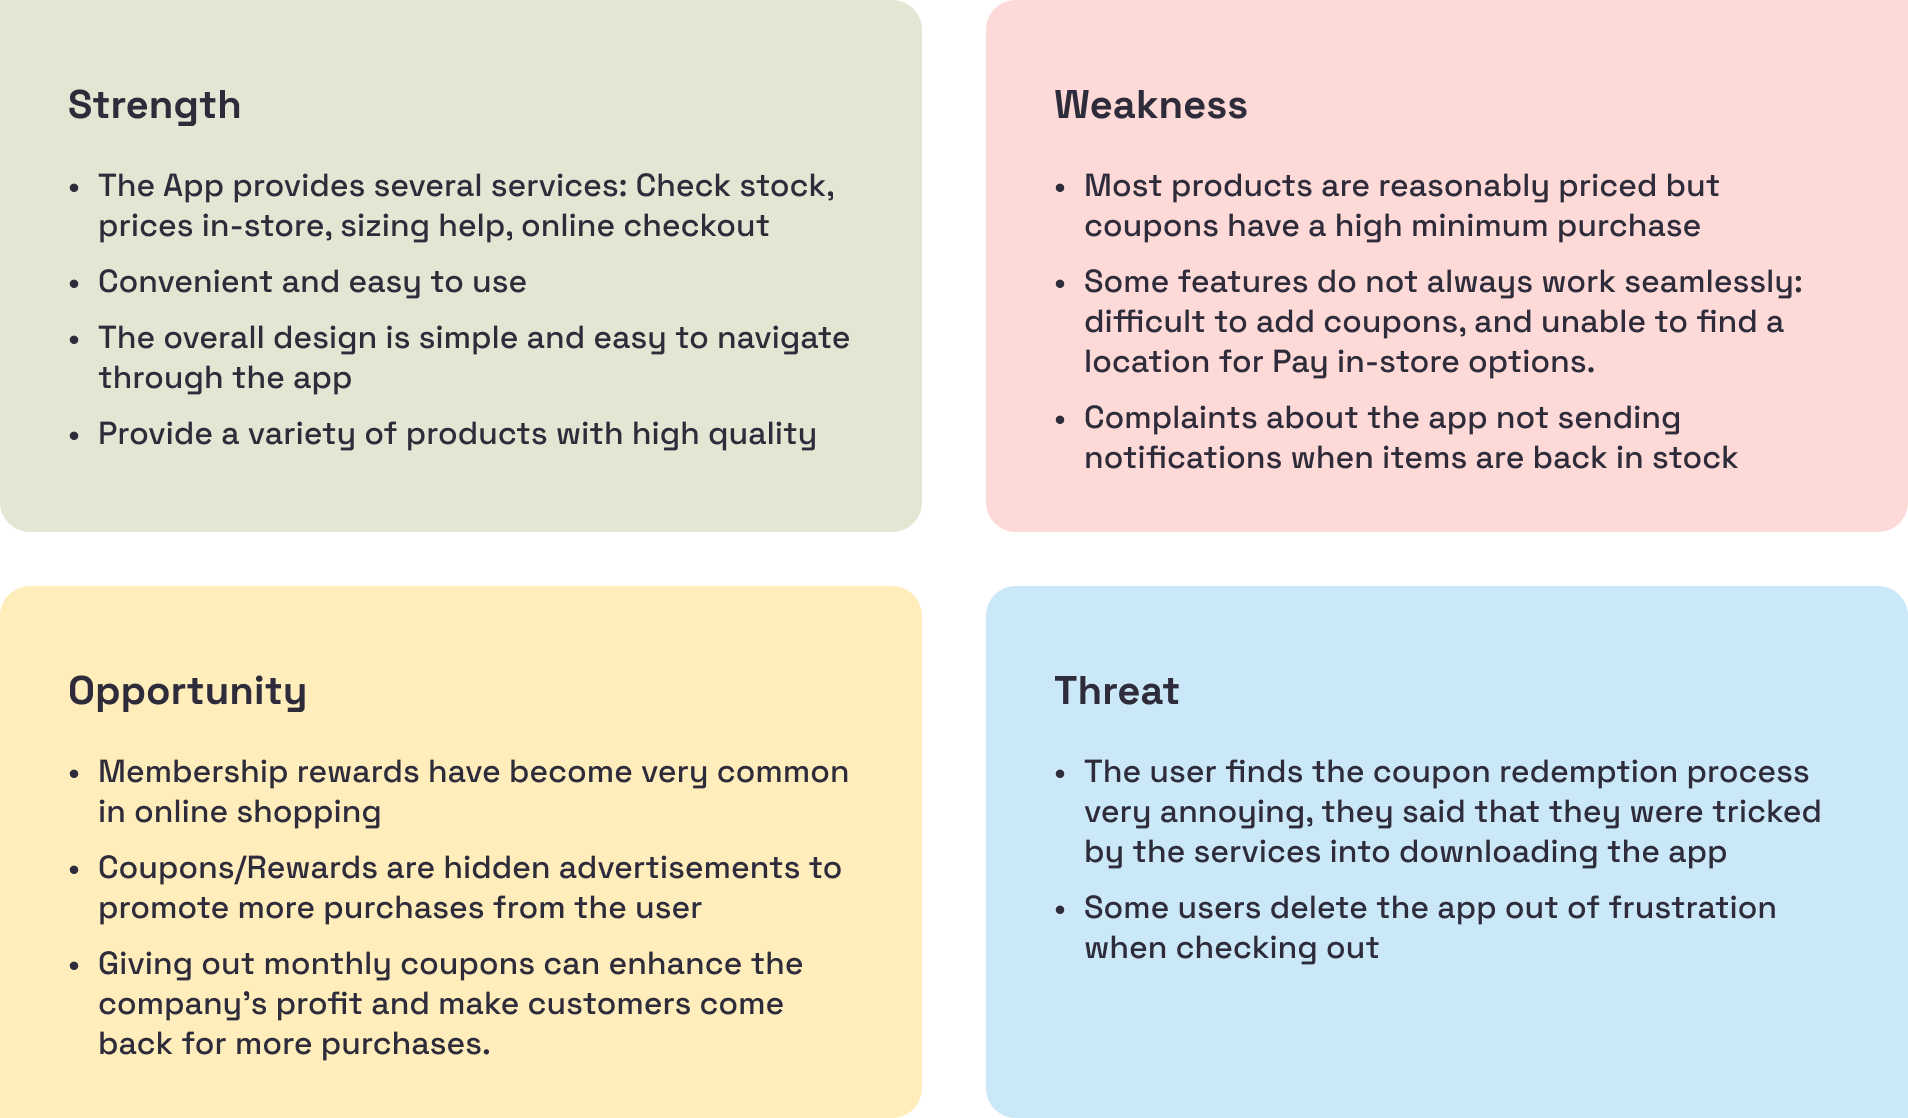 Strength
• The App provides several services: Check stock,
prices in-store, sizing help, online checkout
• Convenient and easy to use
• The overall design is simple and easy to navigate
through the app
• Provide a variety of products with high quality
Weakness
• Most products are reasonably priced but
coupons have a high minimum purchase
• Some features do not always work seamlessly:
difficult to add coupons, and unable to find a
location for Pay in-store options.
• Complaints about the app not sending
notifications when items are back in stock
Opportunity
• Membership rewards have become very common
in online shopping
• Coupons/Rewards are hidden advertisements to
promote more purchases from the user
• Giving out monthly coupons can enhance the
company’s profit and make customers come
back for more purchases.
Threat
• The user finds the coupon redemption process
very annoying, they said that they were tricked
by the services into downloading the app
• Some users delete the app out of frustration
when checking out